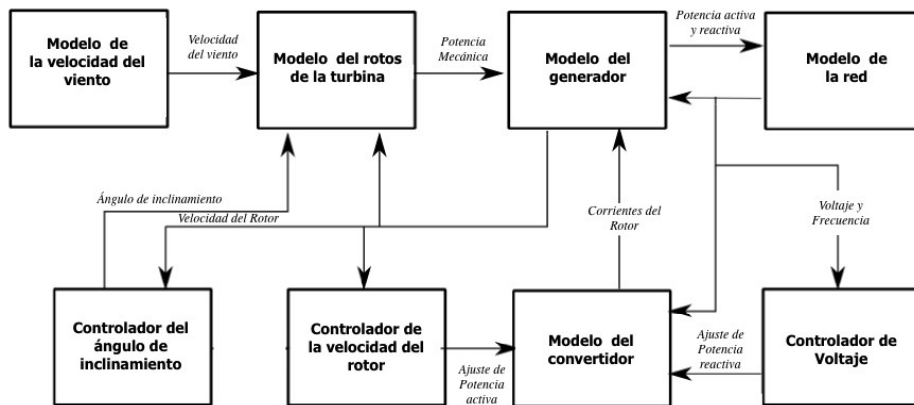 Modelo de
la velocidad del
viento
Velocidad
del viento
Modelo del rotos
de la turbina
Potencia
Mecánica
Modelo del
generador
Potencia activa
y reactiva
Modelo de
la red
Ángulo de inclinamiento
Velocidad del Rotor
Corrientes del
Rotor
Voltaje y
Frecuencia
Controlador del
ángulo de
inclinamiento
Controlador de
la velocidad del
rotor
Ajuste de
Potencia
activa
Modelo del
convertidor
Ajuste de
Potencia
reactiva
Controlador de
Voltaje